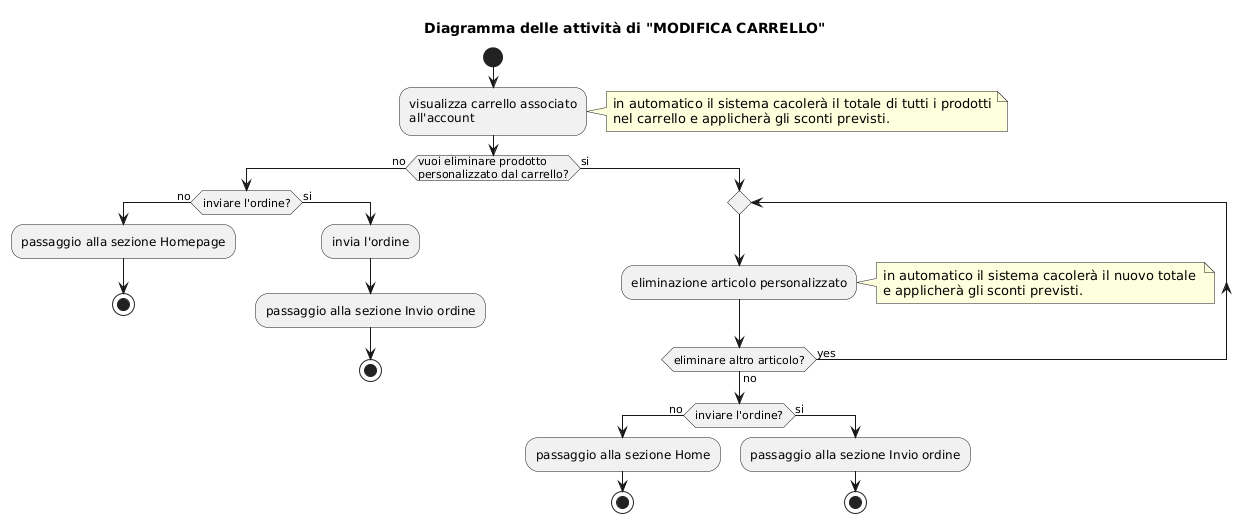 Diagramma delle attività di "MODIFICA CARRELLO"
visualizza carrello associato
all'account
in automatico il sistema cacolerà il totale di tutti i prodotti
nel carrello e applicherà gli sconti previsti.
no
vuoi eliminare prodotto
personalizzato dal carrello?
si
no
inviare l'ordine?
si
passaggio alla sezione Homepage
invia l'ordine
passaggio alla sezione Invio ordine
eliminazione articolo personalizzato
in automatico il sistema cacolerà il nuovo totale
e applicherà gli sconti previsti.
eliminare altro articolo?
yes
no
no
inviare l'ordine?
si
passaggio alla sezione Home
passaggio alla sezione Invio ordine